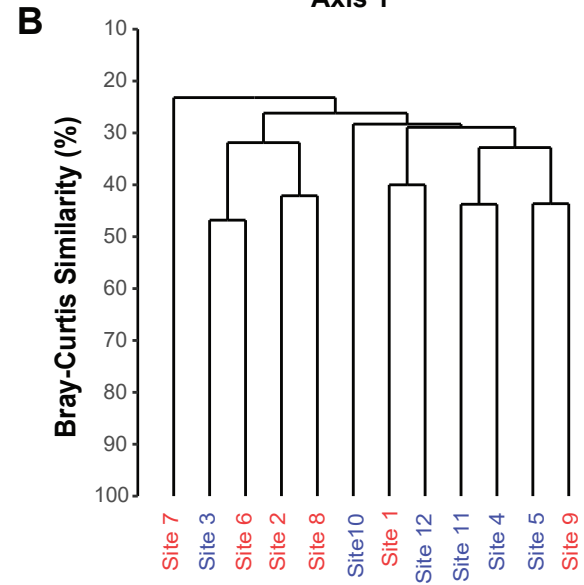 Axis 1
B
Bray-Curtis Similarity (%)
10
20
30
40
50
60
70
80
90
100
Site 7
Site 3
Site 6
Site 2
Site 8
Site10
Site 1
Site 12
Site 11
Site 4
Site 5
Site 9